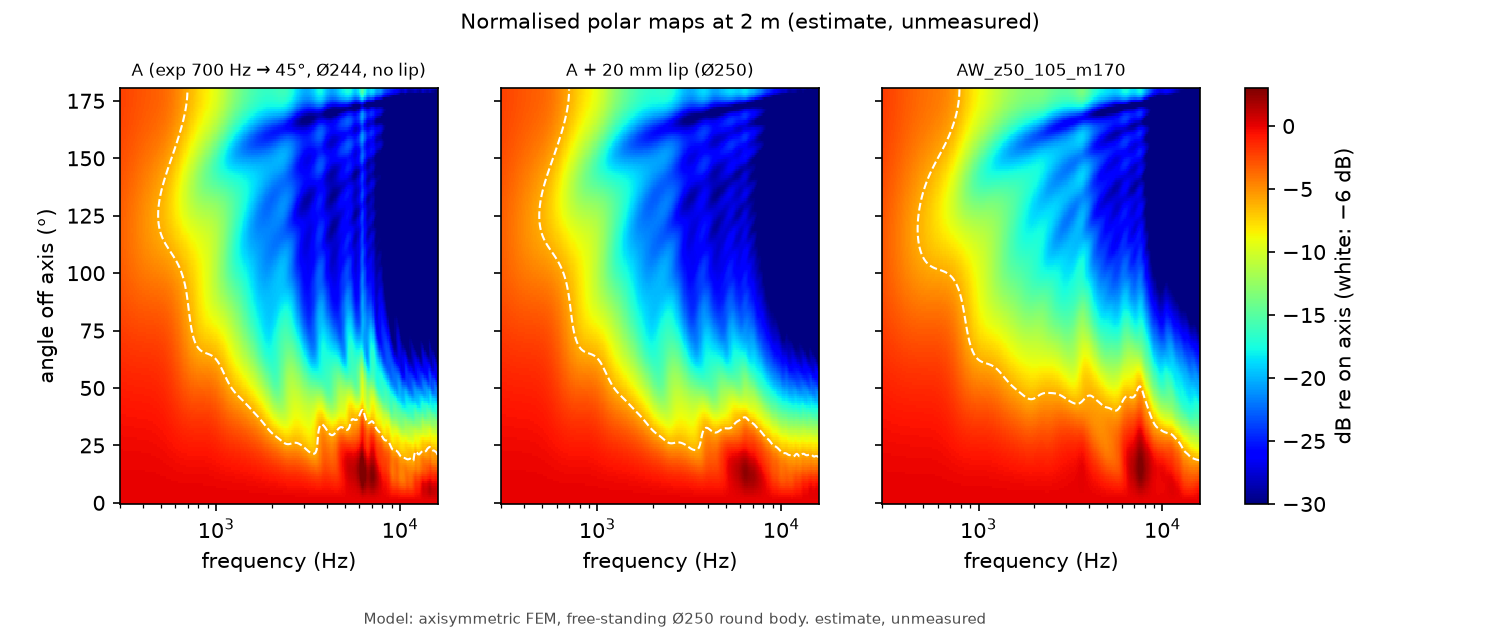 Normalised polar maps at 2 m (estimate, unmeasured)
A (exp 700 Hz → 45°, Ø244, no lip)
A + 20 mm lip (Ø250)
AW_z50_105_m170
175
150
125
100
75
50
25
0
angle off axis (°)
10³ 10⁴
10³ 10⁴
10³ 10⁴
frequency (Hz)
frequency (Hz)
frequency (Hz)
0
−5
−10
−15
−20
−25
−30
dB re on axis (white: −6 dB)
Model: axisymmetric FEM, free-standing Ø250 round body. estimate, unmeasured